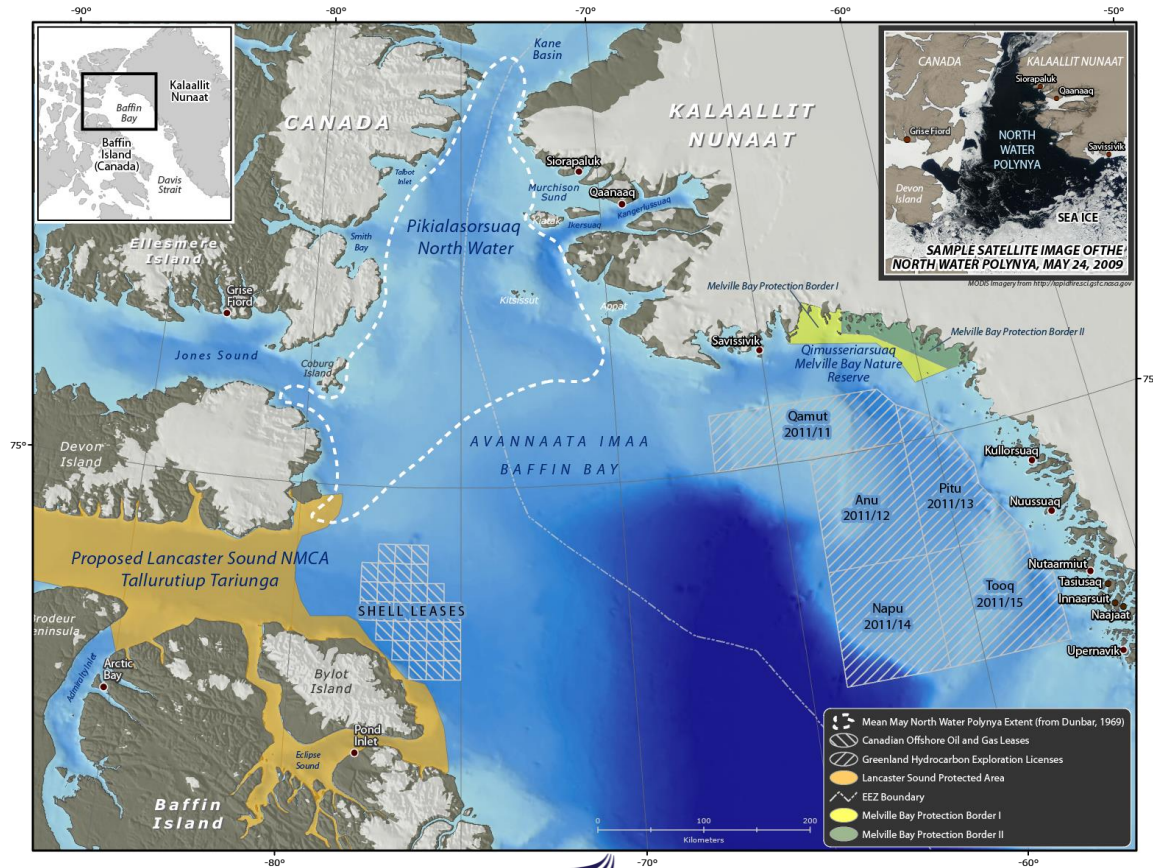 -90°
-80°
-70°
-60°
-50°
Kalaallit
Nunaat
Baffin
Bay
Baffin
Island
(Canada)
Davis
Strait
CANADA
Kane
Basin
KALAALLIT
NUNAAT
CANADA
KALAALLIT NUNAAT
Siorapaluk
Qaanaaq
Grise Fiord
NORTH
WATER
POLYNYA
Savissivik
Devon
Island
SEA ICE
SAMPLE SATELLITE IMAGE OF THE
NORTH WATER POLYNYA, MAY 24, 2009
MODIS Imagery from http://rapidfire.sci.gsfc.nasa.gov
Talbot
Inlet
Siorapaluk
Murchison
Sund
Qaanaaq
Kiatak
Ikersuaq
Kangerlussuaq
Pikialasorsuaq
North Water
Smith
Bay
Ellesmere
Island
Grise
Fiord
Kitsissut
Appat
Melville Bay Protection Border I
Melville Bay Protection Border II
Savissivik
Qimusseriarsuaq
Melville Bay Nature
Reserve
Jones Sound
Coburg
Island
75°
75°
Devon
Island
AVANNAATA IMAA
BAFFIN BAY
Qamut
2011/11
Kullorsuaq
Anu
2011/12
Pitu
2011/13
Nuussuaq
Proposed Lancaster Sound NMCA
Tallurutiup Tariunga
SHELL LEASES
Nutaarmiut
Tasiusaq
Innaarsuit
Naajaat
Tooq
2011/15
Napu
2011/14
Upernavik
Brodeur
Peninsula
Admiralty Inlet
Arctic
Bay
Bylot
Island
Pond
Inlet
Eclipse
Sound
Baffin
Island
0 100 200
Kilometers
Mean May North Water Polynya Extent (from Dunbar, 1969)
Canadian Offshore Oil and Gas Leases
Greenland Hydrocarbon Exploration Licenses
Lancaster Sound Protected Area
EEZ Boundary
Melville Bay Protection Border I
Melville Bay Protection Border II
-80°
-70°
-60°